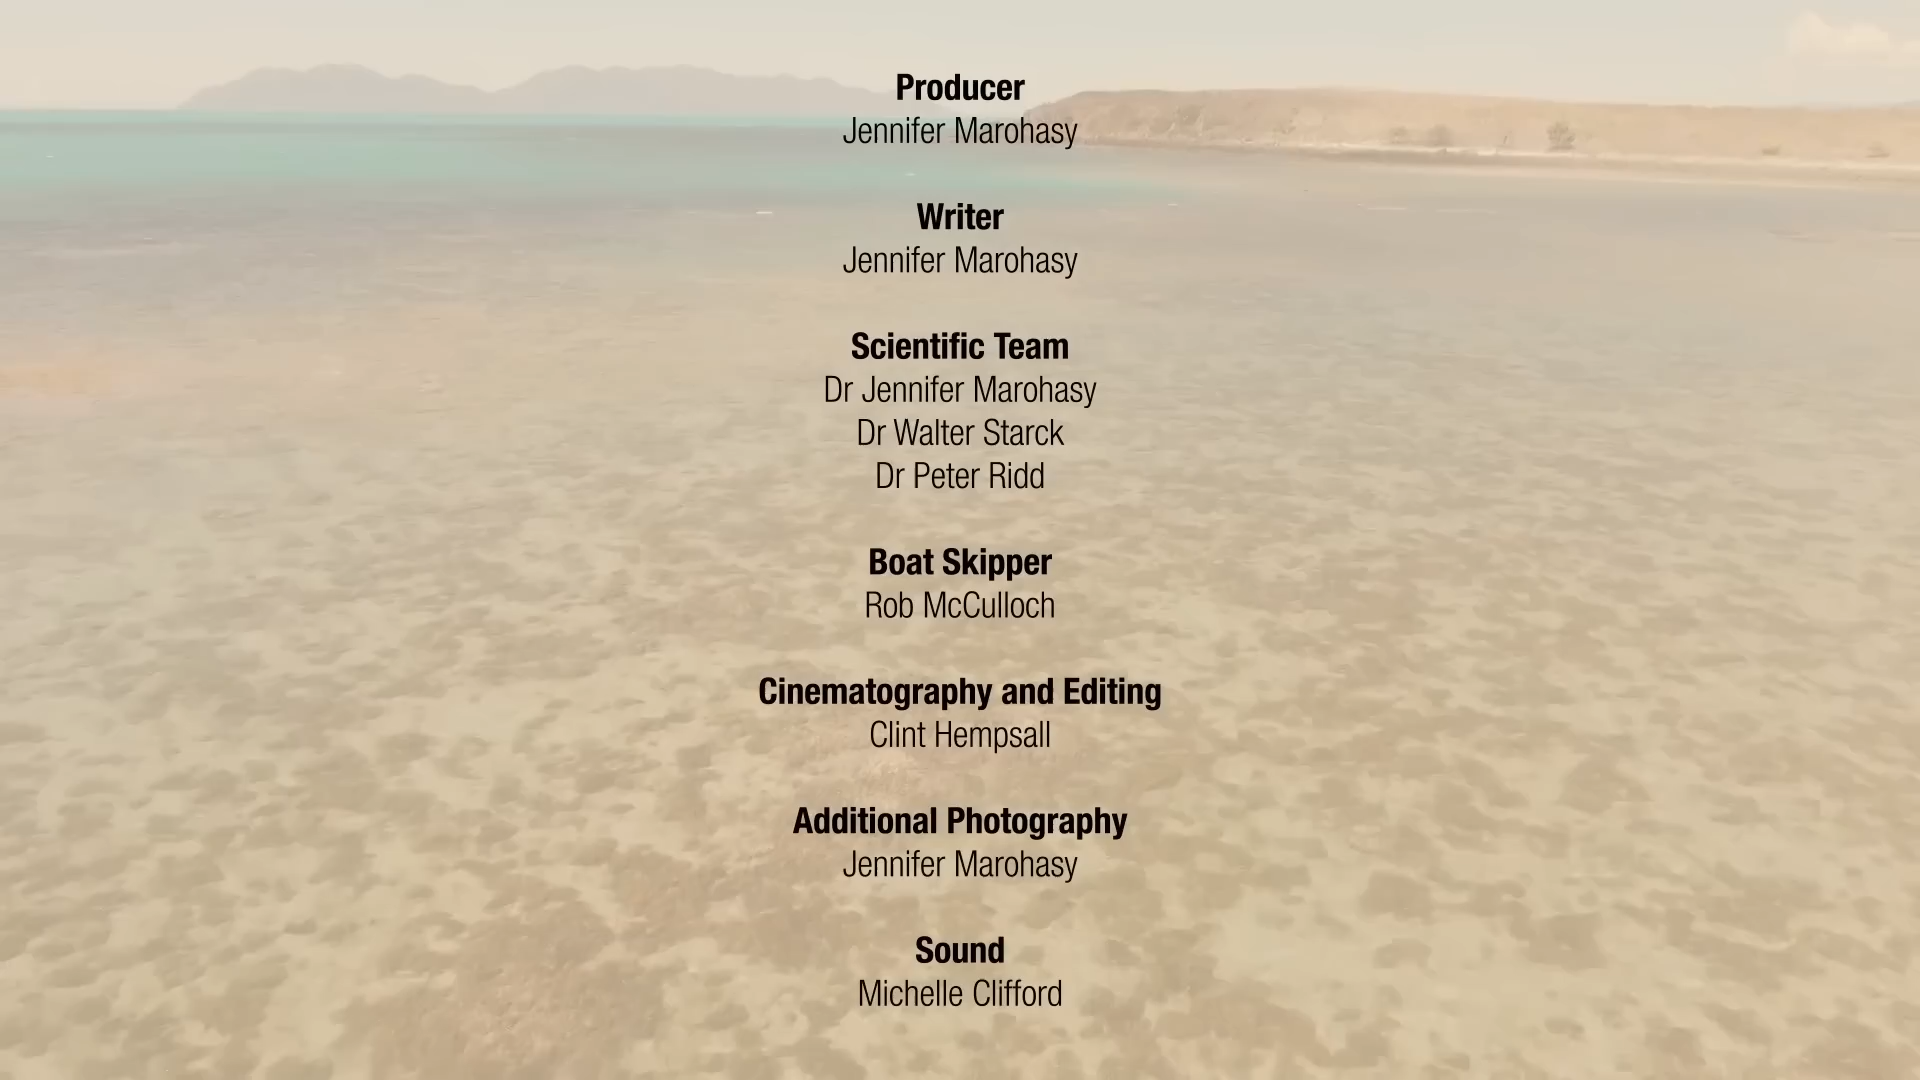 Producer
Jennifer Marohasy
Writer
Jennifer Marohasy
Scientific Team
Dr Jennifer Marohasy
Dr Walter Starck
Dr Peter Ridd
Boat Skipper
Rob McCulloch
Cinematography and Editing
Clint Hempsall
Additional Photography
Jennifer Marohasy
Sound
Michelle Clifford